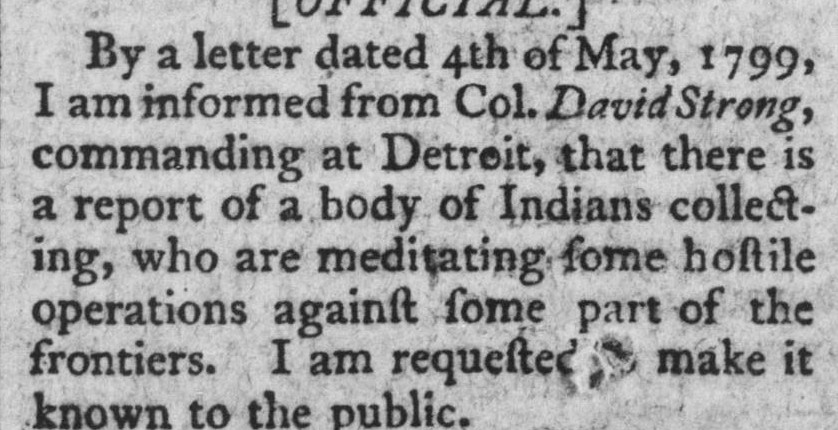 [OFFICIAL.]
By a letter dated 4th of May, 1799,
I am informed from Col. David Strong,
commanding at Detroit, that there is
a report of a body of Indians collect-
ing, who are meditating ſome hoſtile
operations againſt ſome part of the
frontiers. I am requeſted make it
known to the public.